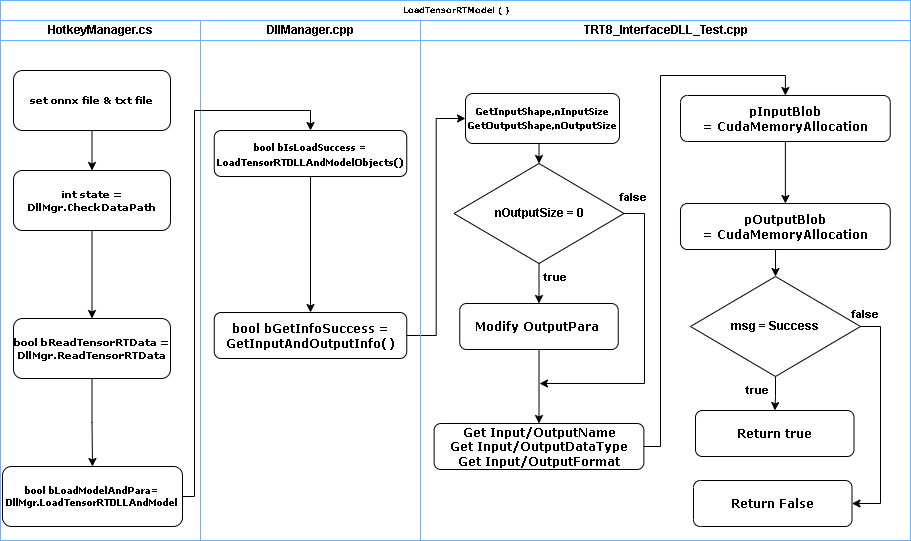 LoadTensorRTModel ( )
HotkeyManager.cs
DllManager.cpp
TRT8_InterfaceDLL_Test.cpp
set onnx file & txt file
int state =
DllMgr.CheckDataPath
bool bReadTensorRTData =
DllMgr.ReadTensorRTData
bool bLoadModelAndPara=
DllMgr.LoadTensorRTDLLAndModel
bool bIsLoadSuccess =
LoadTensorRTDLLAndModelObjects()
bool bGetInfoSuccess =
GetInputAndOutputInfo( )
GetInputShape,nInputSize
GetOutputShape,nOutputSize
nOutputSize = 0
false
true
Modify OutputPara
Get Input/OutputName
Get Input/OutputDataType
Get Input/OutputFormat
pInputBlob
= CudaMemoryAllocation
pOutputBlob
= CudaMemoryAllocation
msg = Success
false
true
Return true
Return False